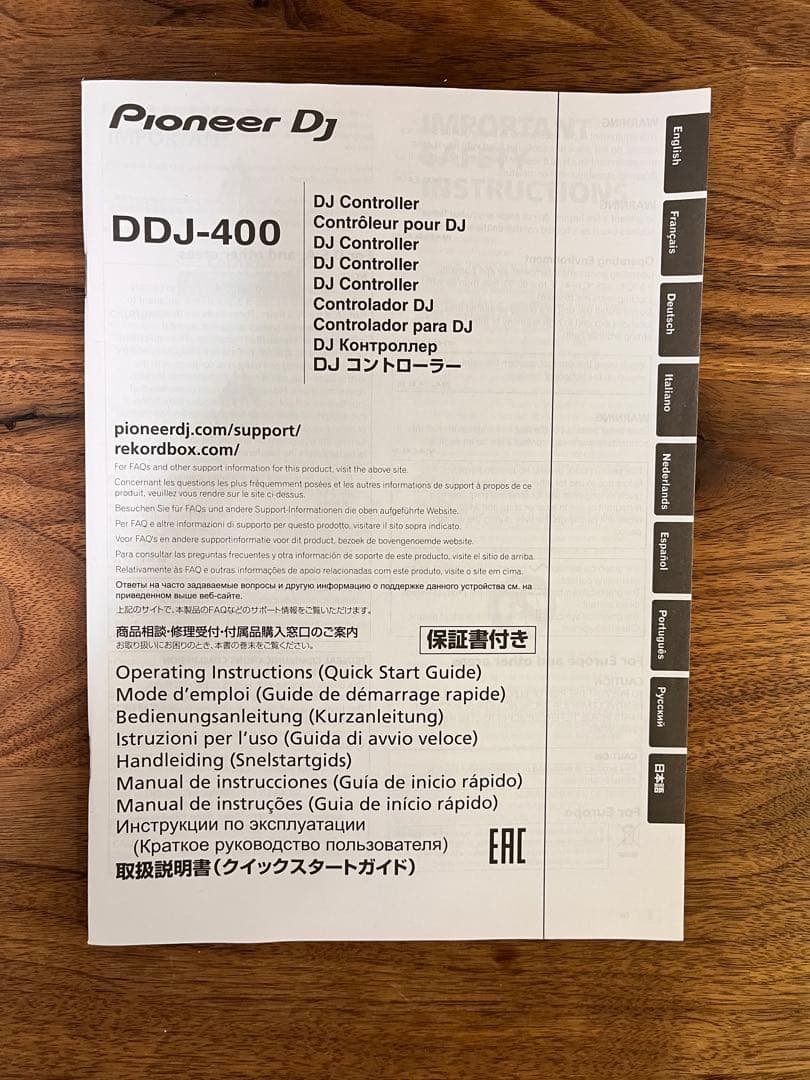 Pioneer Dj
DDJ-400
DJ Controller
Contrôleur pour DJ
DJ Controller
DJ Controller
DJ Controller
Controlador DJ
Controlador para DJ
DJ Контроллер
DJ コントローラー
pioneerdj.com/support/
rekordbox.com/
For FAQs and other support information for this product, visit the above site.
Concernant les questions les plus fréquemment posées et les autres informations de support à propos de ce
produit, veuillez vous rendre sur le site ci-dessus.
Besuchen Sie für FAQs und andere Support-Informationen die oben aufgeführte Website.
Per FAQ e altre informazioni di supporto per questo prodotto, visitare il sito sopra indicato.
Voor FAQ's en andere supportinformatie voor dit product, bezoek de bovengenoemde website.
Para consultar las preguntas frecuentes y otra información de soporte de este producto, visite el sitio de arriba.
Relativamente às FAQ e outras informações de apoio relacionadas com este produto, visite o site em cima.
Ответы на часто задаваемые вопросы и другую информацию о поддержке данного устройства см. на
приведенном выше веб-сайте.
上記のサイトで、本製品のFAQなどのサポート情報をご覧いただけます。
商品相談・修理受付・付属品購入窓口のご案内
お取り扱いにお困りのとき、本書の巻末をご覧ください。
保証書付き
Operating Instructions (Quick Start Guide)
Mode d'emploi (Guide de démarrage rapide)
Bedienungsanleitung (Kurzanleitung)
Istruzioni per l'uso (Guida di avvio veloce)
Handleiding (Snelstartgids)
Manual de instrucciones (Guía de inicio rápido)
Manual de instruções (Guia de início rápido)
Инструкции по эксплуатации
(Краткое руководство пользователя)
取扱説明書(クイックスタートガイド)
EAC
English
Français
Deutsch
Italiano
Nederlands
Español
Português
Русский
日本語